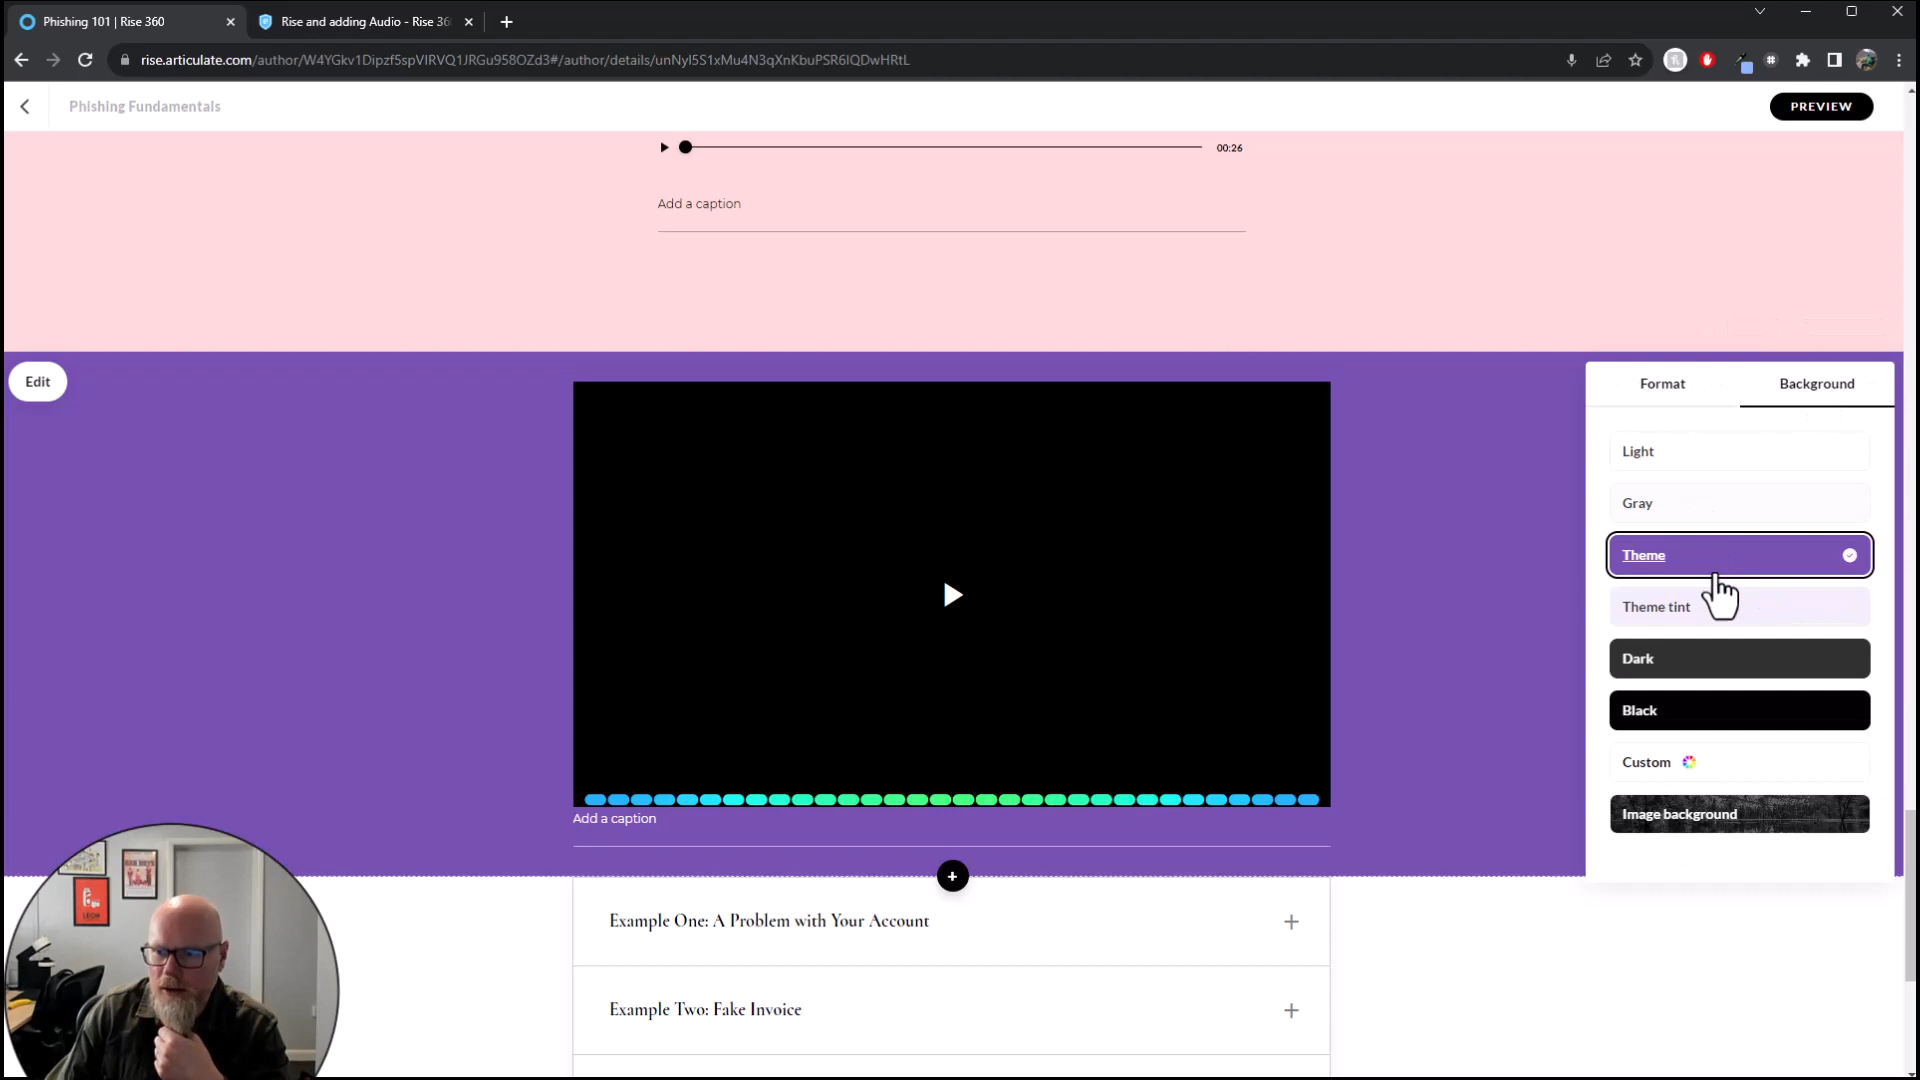 Phishing 101 | Rise 360
Rise and adding Audio - Rise 36
rise.articulate.com/author/W4YGkv1Dipzf5spVIRVQ1JRGu958OZd3#/author/details/unNyl5S1xMu4N3qXnKbuPSR6IQDwHRtL
Phishing Fundamentals
PREVIEW
00:26
Add a caption
Edit
Format
Background
Light
Gray
Theme
Theme tint
Dark
Black
Custom
Image background
Add a caption
Example One: A Problem with Your Account
Example Two: Fake Invoice